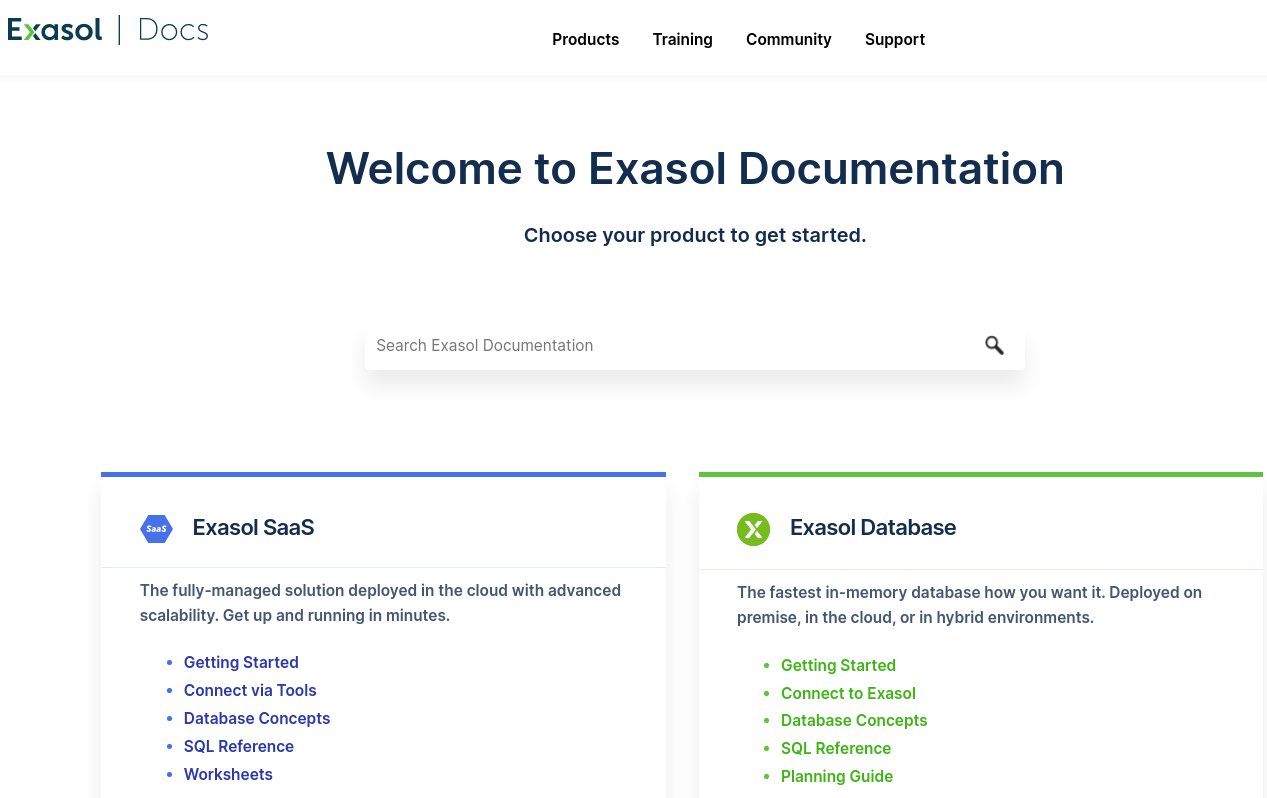 Exasol | Docs
Products Training Community Support
Welcome to Exasol Documentation
Choose your product to get started.
Search Exasol Documentation
SaaS Exasol SaaS
The fully-managed solution deployed in the cloud with advanced
scalability. Get up and running in minutes.
• Getting Started
• Connect via Tools
• Database Concepts
• SQL Reference
• Worksheets
X Exasol Database
The fastest in-memory database how you want it. Deployed on
premise, in the cloud, or in hybrid environments.
• Getting Started
• Connect to Exasol
• Database Concepts
• SQL Reference
• Planning Guide